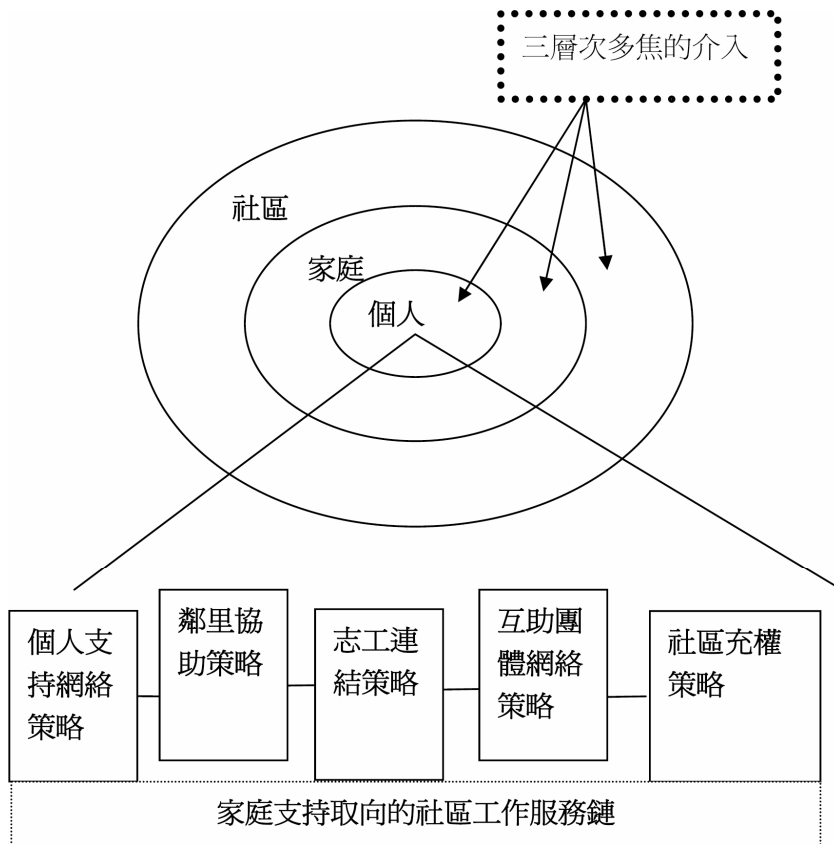 三層次多焦的介入
社區
家庭
個人
個人支
持網絡
策略
鄰里協
助策略
志工連
結策略
互助團
體網絡
策略
社區充權
策略
家庭支持取向的社區工作服務鏈